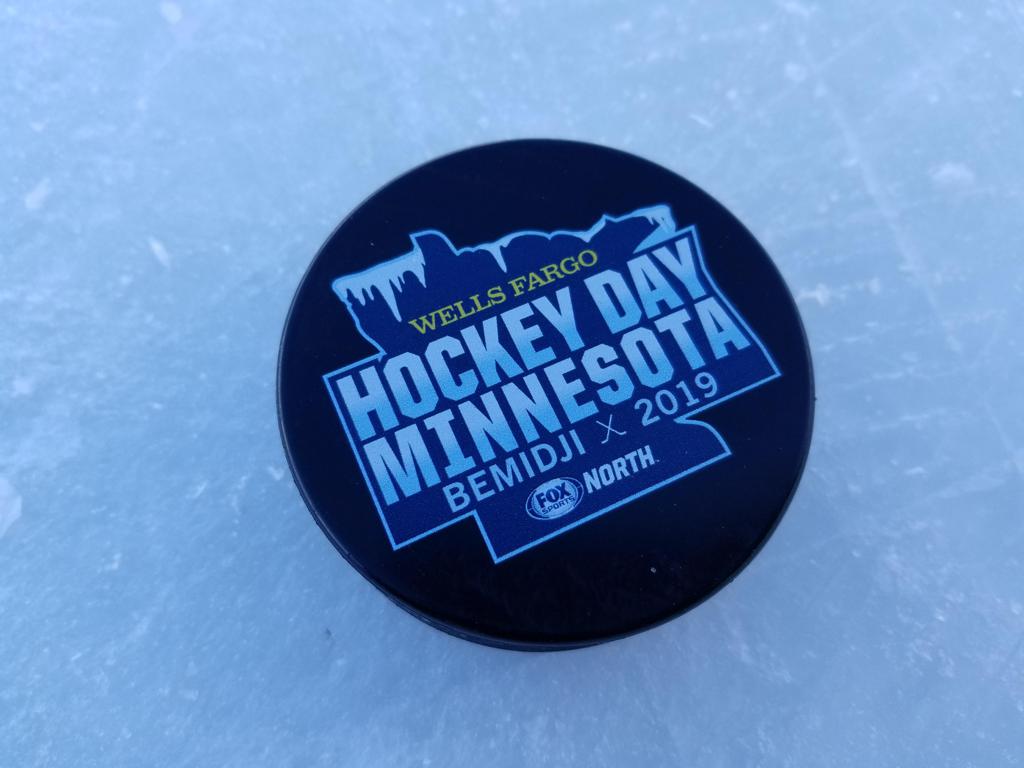 WELLS FARGO
HOCKEY DAY
MINNESOTA
BEMIDJI X 2019
FOX
SPORTS
NORTH